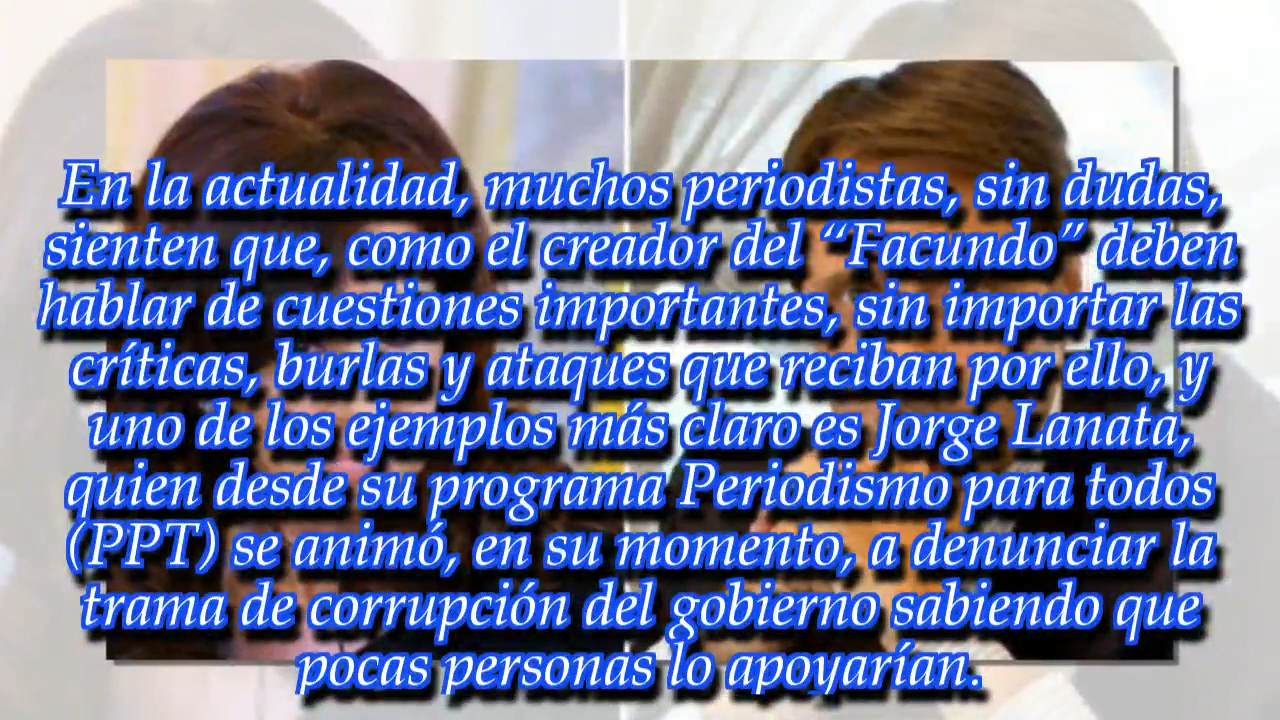 En la actualidad, muchos periodistas, sin dudas,
sienten que, como el creador del “Facundo” deben
hablar de cuestiones importantes, sin importar las
críticas, burlas y ataques que reciban por ello, y
uno de los ejemplos más claro es Jorge Lanata,
quien desde su programa Periodismo para todos
(PPT) se animó, en su momento, a denunciar la
trama de corrupción del gobierno sabiendo que
pocas personas lo apoyarían.